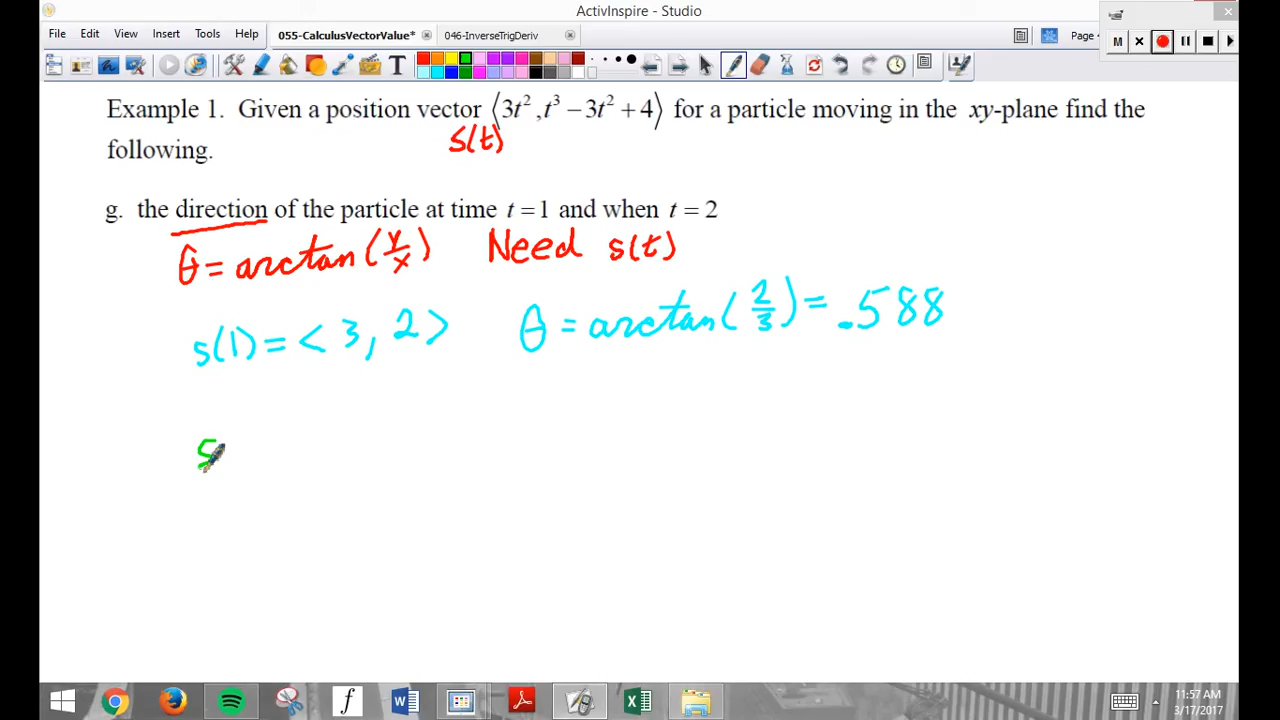 ActivInspire - Studio
File Edit View Insert Tools Help 055-CalculusVectorValue* 046-InverseTrigDeriv Page
M
T
Example 1. Given a position vector ⟨3t², t³ − 3t² + 4⟩ for a particle moving in the xy-plane find the
s(t)
following.
g. the direction of the particle at time t = 1 and when t = 2
θ = arctan(y/x) Need s(t)
s(1) = <3, 2> θ = arctan(2/3) = .588
s
11:57 AM
3/17/2017